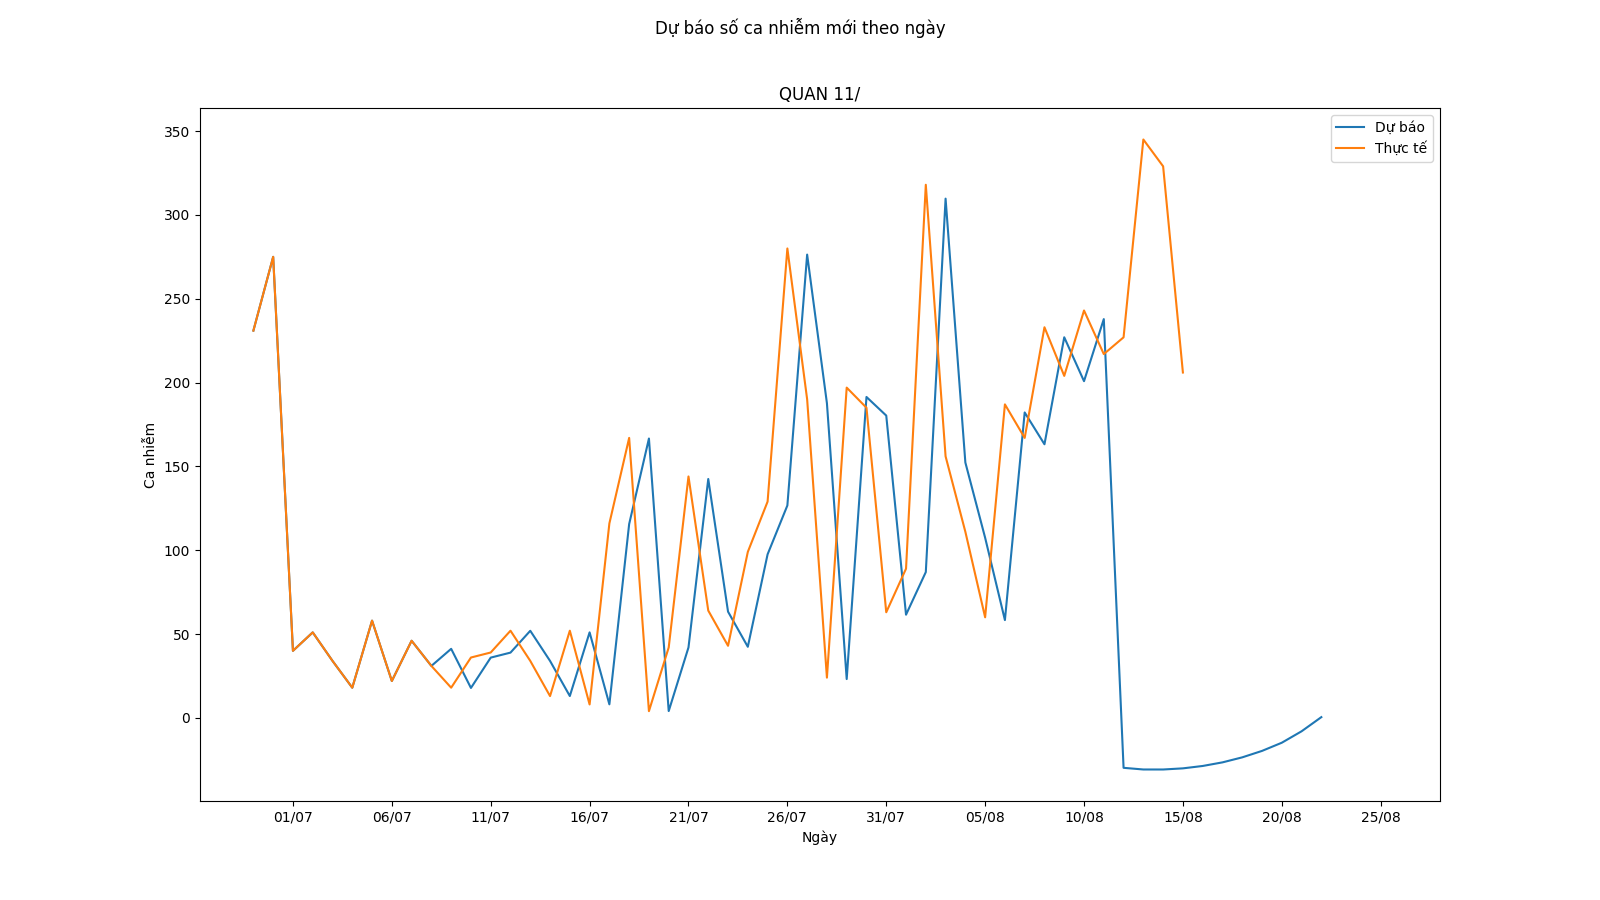 Dự báo số ca nhiễm mới theo ngày
QUAN 11/
Dự báo
Thực tế
350
300
250
200
150
100
50
0
Ca nhiễm
01/07 06/07 11/07 16/07 21/07 26/07 31/07 05/08 10/08 15/08 20/08 25/08
Ngày